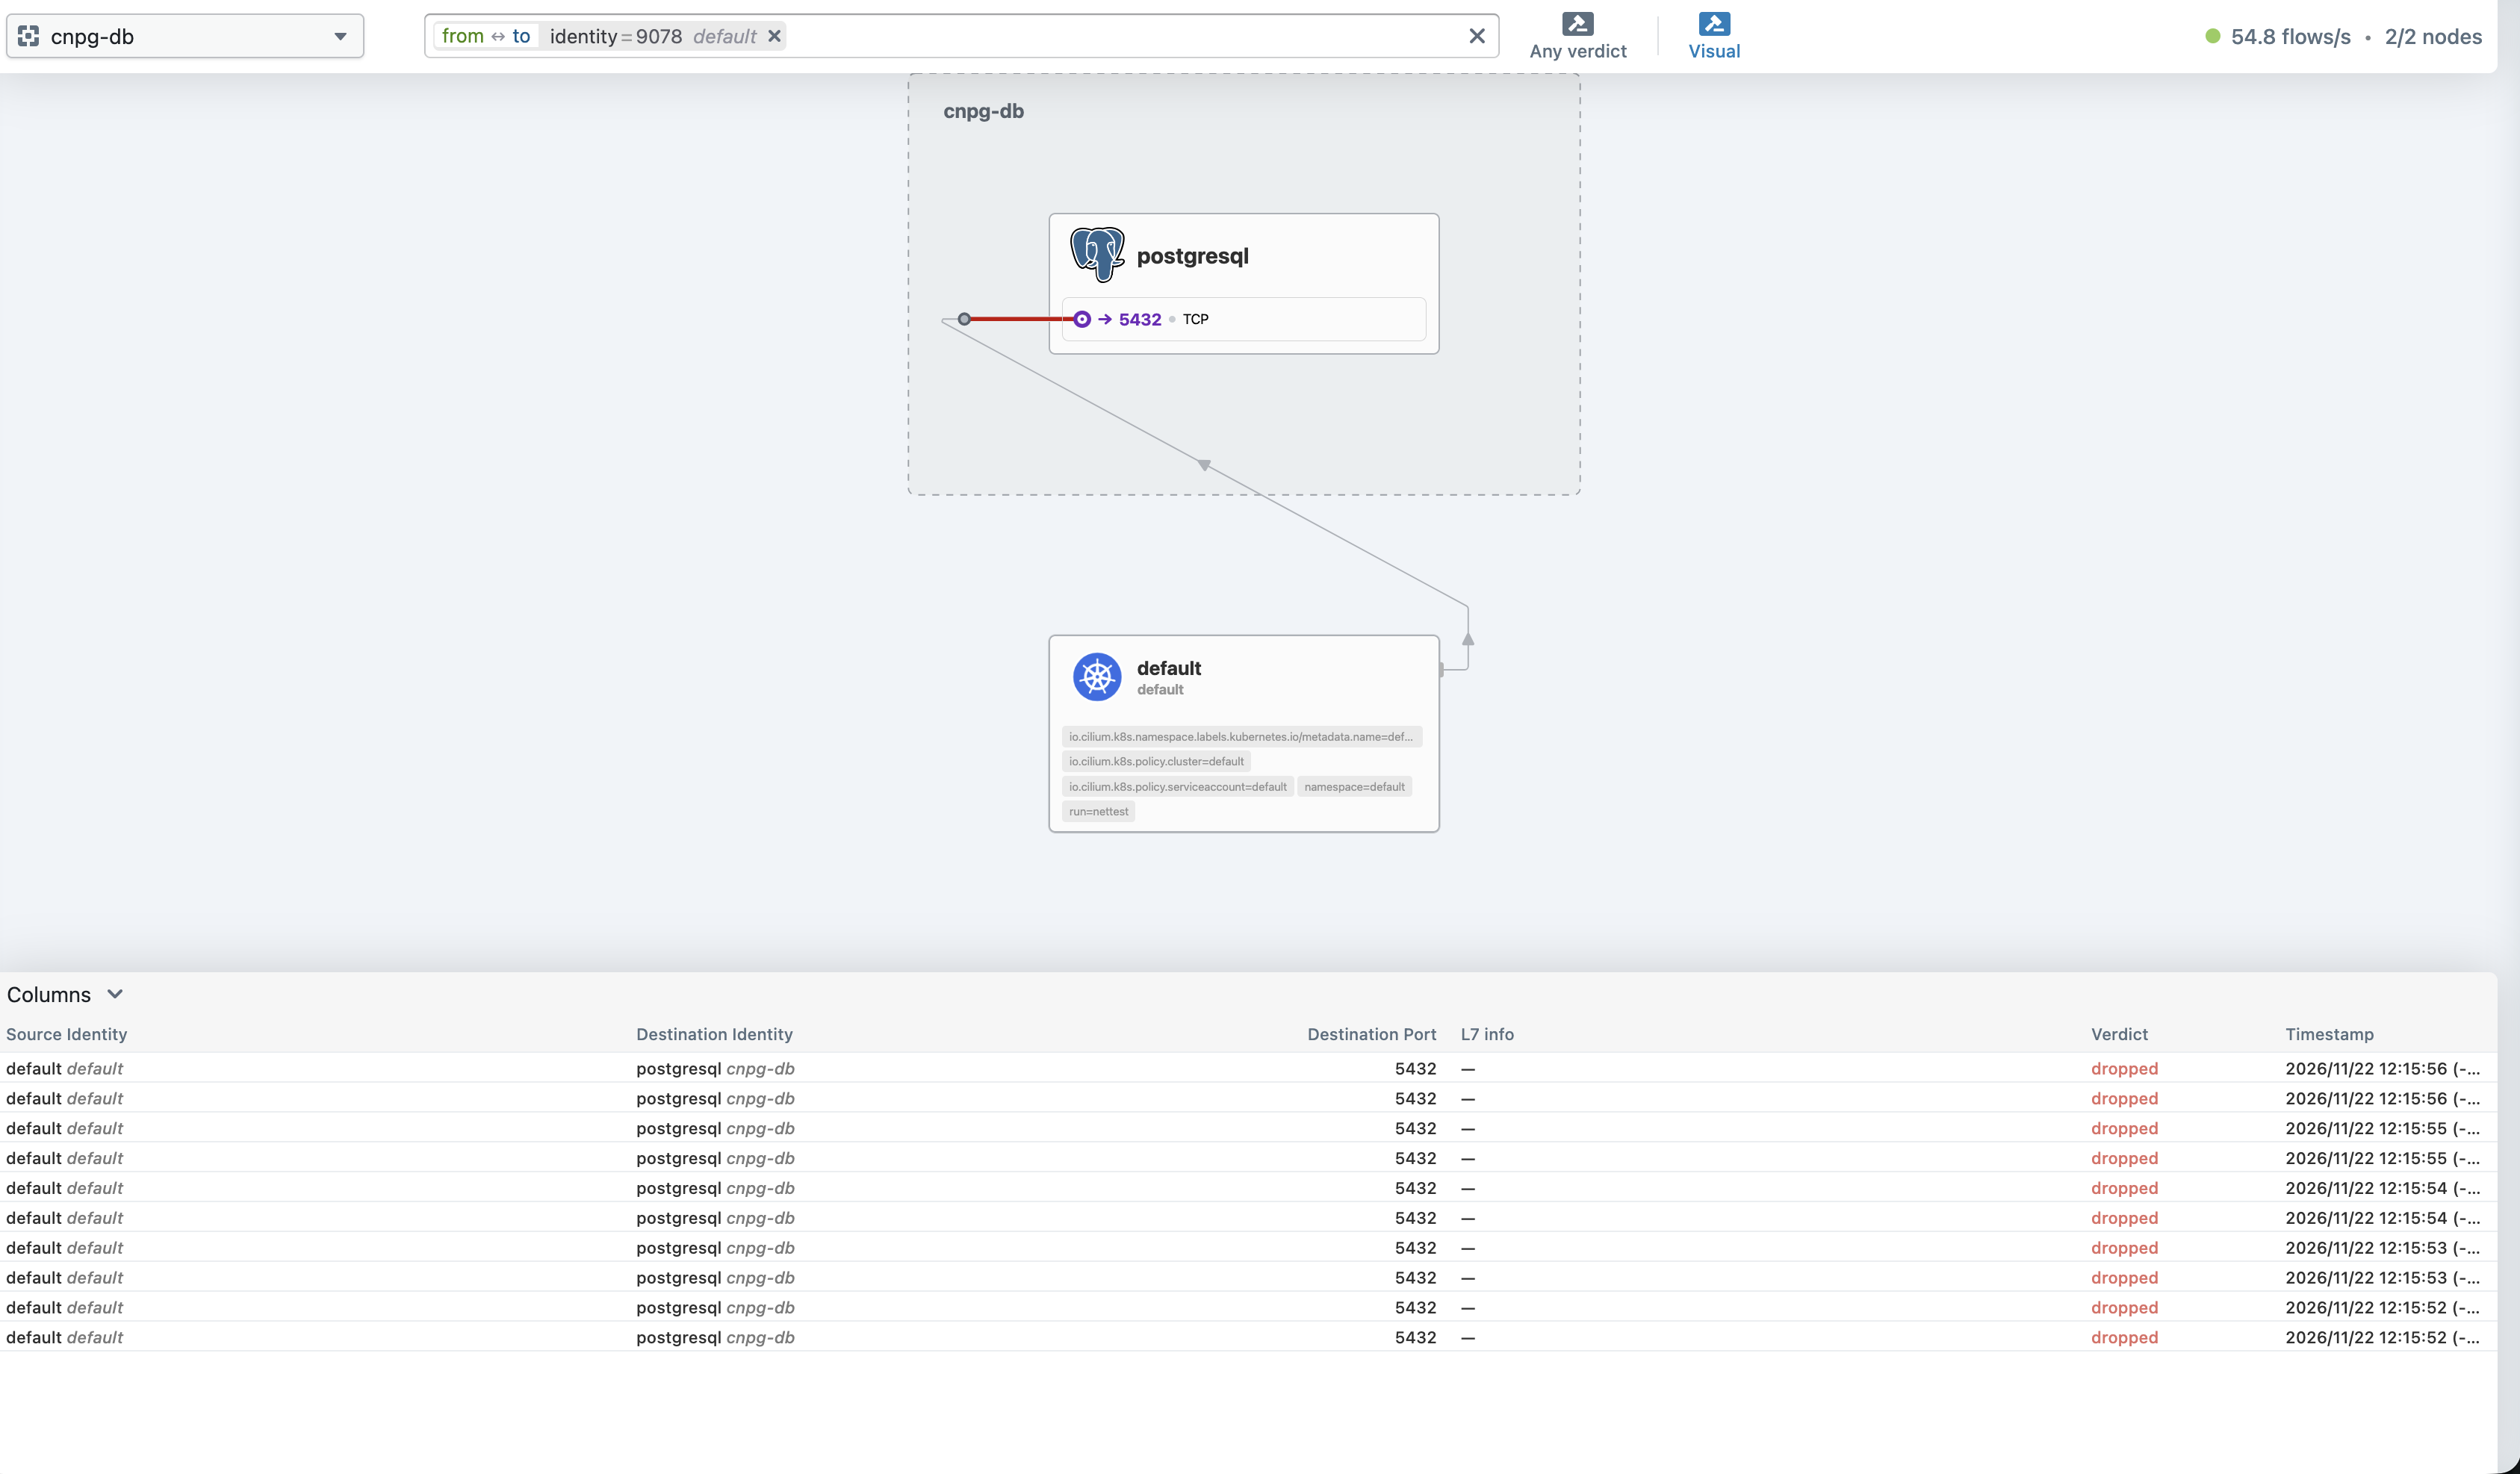 cnpg-db
from ↔ to identity=9078 default
Any verdict
Visual
54.8 flows/s • 2/2 nodes
cnpg-db
postgresql
→ 5432 • TCP
default
default
io.cilium.k8s.namespace.labels.kubernetes.io/metadata.name=def...
io.cilium.k8s.policy.cluster=default
io.cilium.k8s.policy.serviceaccount=default namespace=default
run=nettest
Columns
Source Identity Destination Identity Destination Port L7 info Verdict Timestamp
default default postgresql cnpg-db 5432 — dropped 2026/11/22 12:15:56 (-...
default default postgresql cnpg-db 5432 — dropped 2026/11/22 12:15:56 (-...
default default postgresql cnpg-db 5432 — dropped 2026/11/22 12:15:55 (-...
default default postgresql cnpg-db 5432 — dropped 2026/11/22 12:15:55 (-...
default default postgresql cnpg-db 5432 — dropped 2026/11/22 12:15:54 (-...
default default postgresql cnpg-db 5432 — dropped 2026/11/22 12:15:54 (-...
default default postgresql cnpg-db 5432 — dropped 2026/11/22 12:15:53 (-...
default default postgresql cnpg-db 5432 — dropped 2026/11/22 12:15:53 (-...
default default postgresql cnpg-db 5432 — dropped 2026/11/22 12:15:52 (-...
default default postgresql cnpg-db 5432 — dropped 2026/11/22 12:15:52 (-...